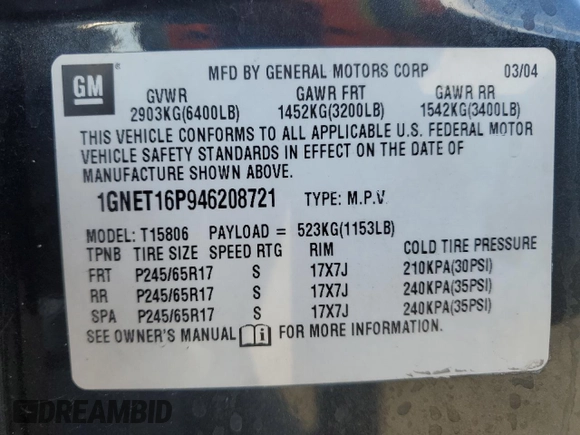 GM
MFD BY GENERAL MOTORS CORP 03/04
GVWR GAWR FRT GAWR RR
2903KG(6400LB) 1452KG(3200LB) 1542KG(3400LB)
THIS VEHICLE CONFORMS TO ALL APPLICABLE U.S. FEDERAL MOTOR
VEHICLE SAFETY STANDARDS IN EFFECT ON THE DATE OF
MANUFACTURE SHOWN ABOVE.
1GNET16P946208721 TYPE: M.P.V.
MODEL: T15806 PAYLOAD = 523KG(1153LB)
TPNB TIRE SIZE SPEED RTG RIM COLD TIRE PRESSURE
FRT P245/65R17 S 17X7J 210KPA(30PSI)
RR P245/65R17 S 17X7J 240KPA(35PSI)
SPA P245/65R17 S 17X7J 240KPA(35PSI)
SEE OWNER'S MANUAL FOR MORE INFORMATION.
DREAMBID